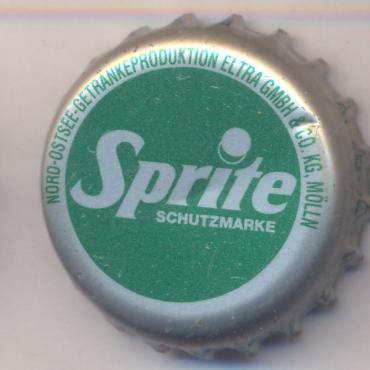 NORD-OSTSEE-GETRÄNKEPRODUKTION ELTRA GMBH & CO. KG, MÖLLN
Sprite
SCHUTZMARKE